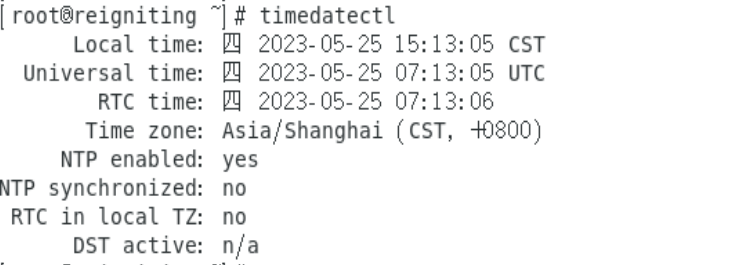 [root@reigniting ~]# timedatectl
Local time: 四 2023-05-25 15:13:05 CST
Universal time: 四 2023-05-25 07:13:05 UTC
RTC time: 四 2023-05-25 07:13:06
Time zone: Asia/Shanghai (CST, +0800)
NTP enabled: yes
NTP synchronized: no
RTC in local TZ: no
DST active: n/a